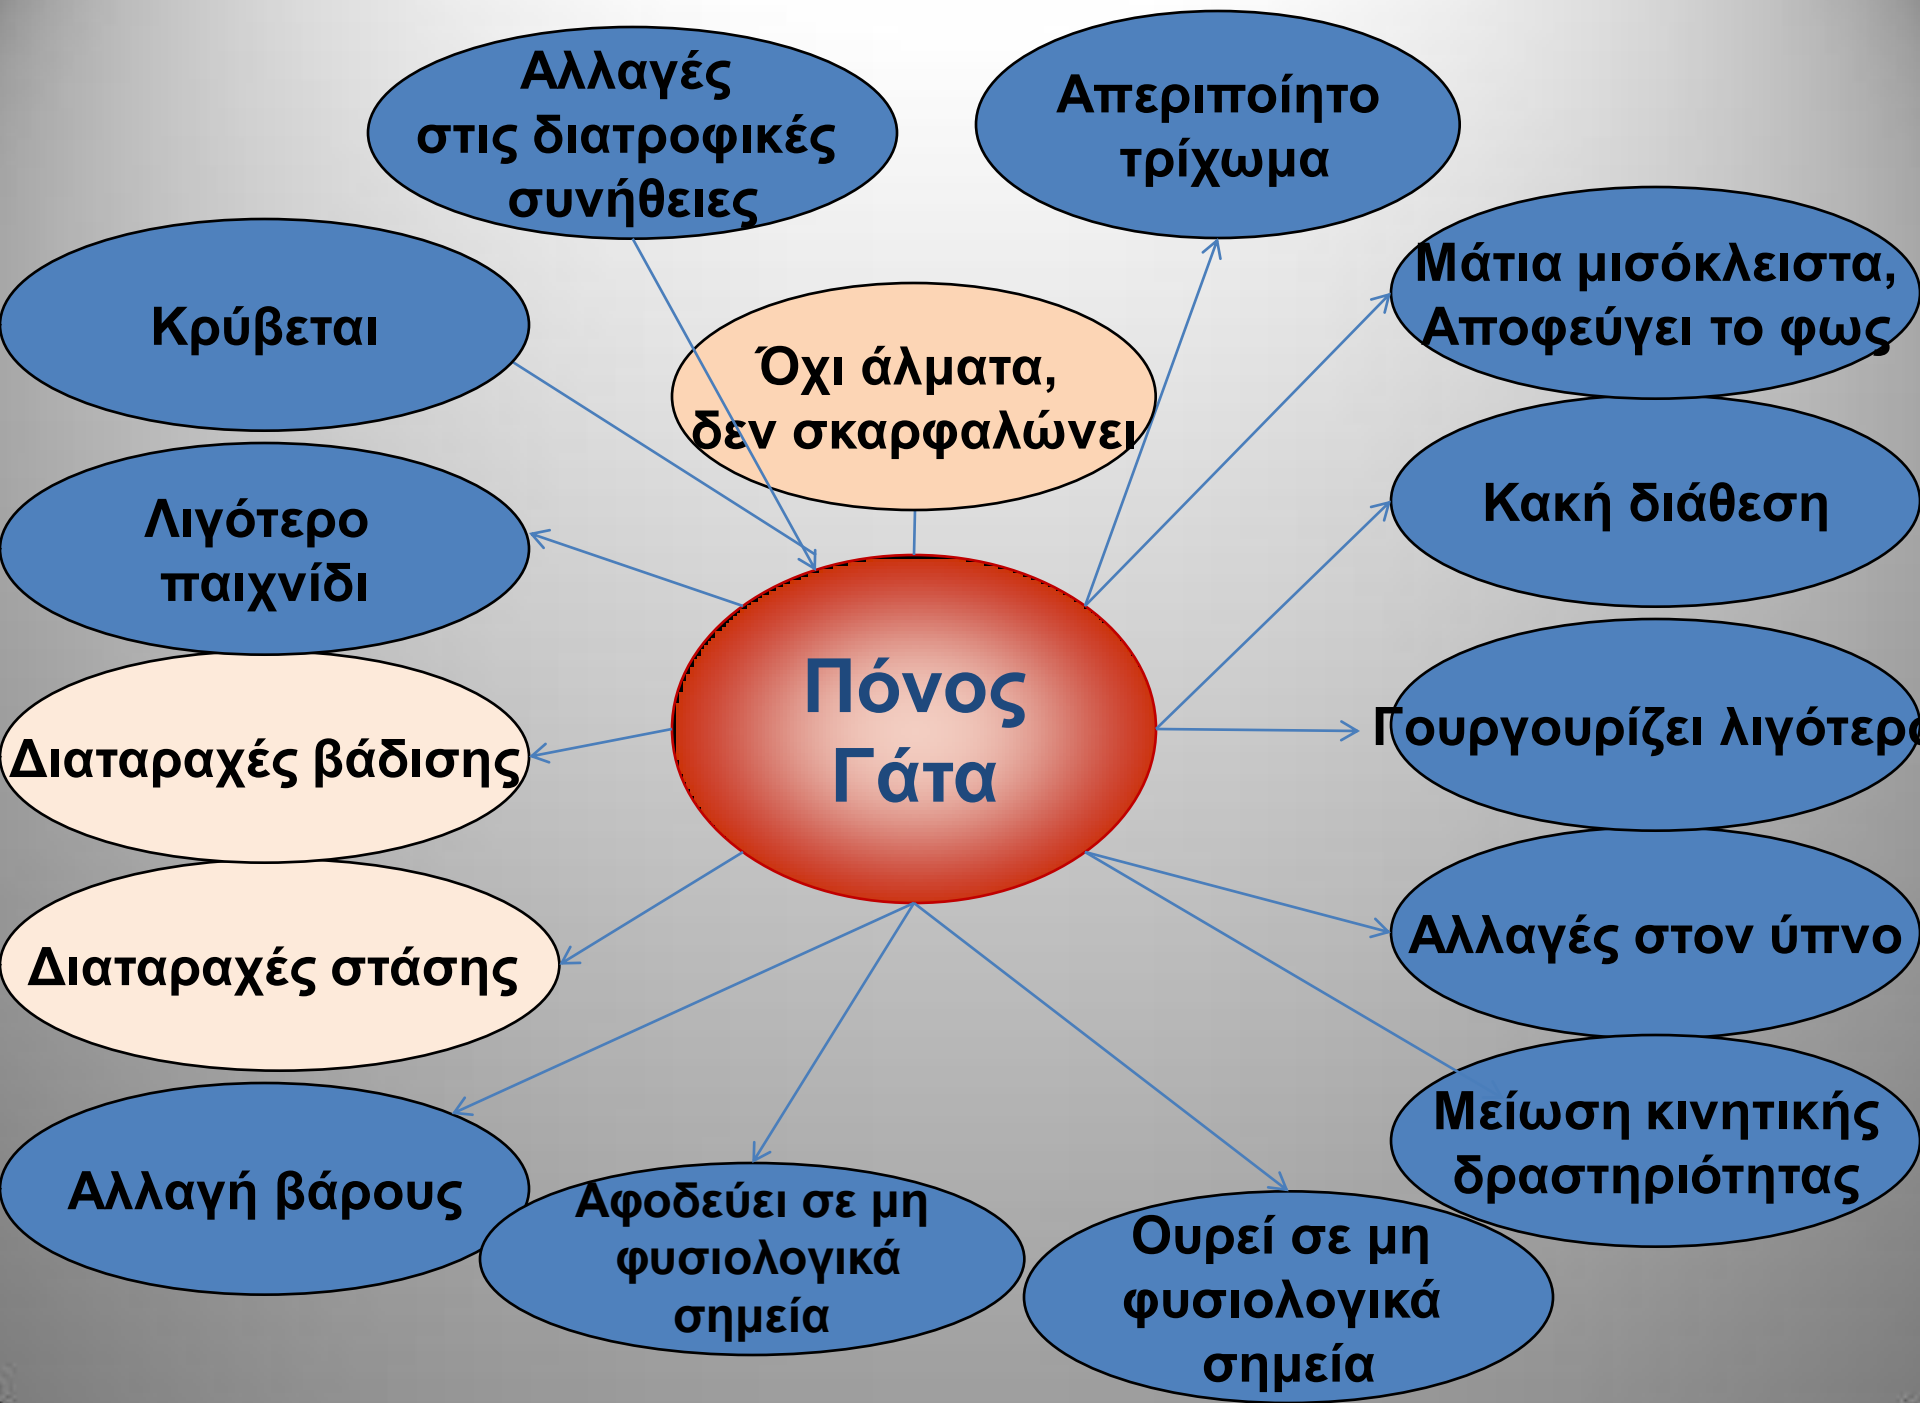 Αλλαγές
στις διατροφικές
συνήθειες
Απεριποίητο
τρίχωμα
Κρύβεται
Όχι άλματα,
δεν σκαρφαλώνει
Μάτια μισόκλειστα,
Αποφεύγει το φως
Λιγότερο
παιχνίδι
Κακή διάθεση
Πόνος
Γάτα
Διαταραχές βάδισης
Γουργουρίζει λιγότερο
Διαταραχές στάσης
Αλλαγές στον ύπνο
Αλλαγή βάρους
Αφοδεύει σε μη
φυσιολογικά
σημεία
Ουρεί σε μη
φυσιολογικά
σημεία
Μείωση κινητικής
δραστηριότητας